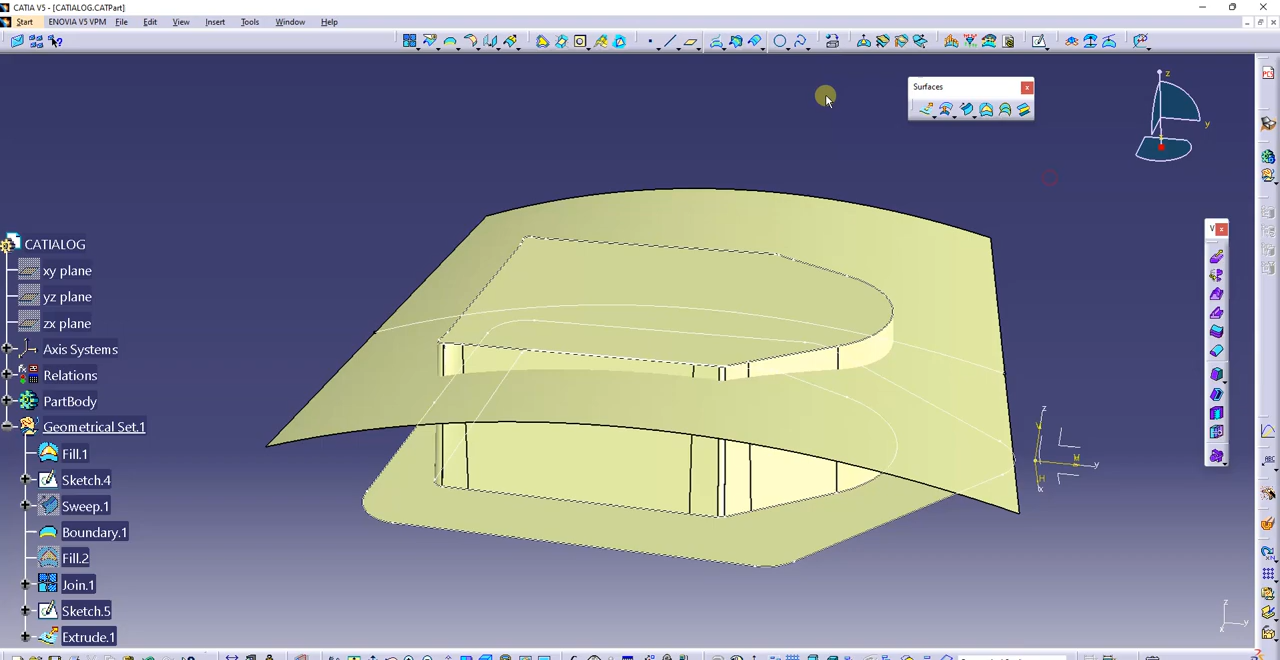 CATIA V5 - [CATIALOG.CATPart]
Start ENOVIA V5 VPM File Edit View Insert Tools Window Help
Surfaces
z
y
CATIALOG
xy plane
yz plane
zx plane
Axis Systems
Relations
PartBody
Geometrical Set.1
Fill.1
Sketch.4
Sweep.1
Boundary.1
Fill.2
Join.1
Sketch.5
Extrude.1
V
z
V
H
y
x
z
y
x
PCS
ABC